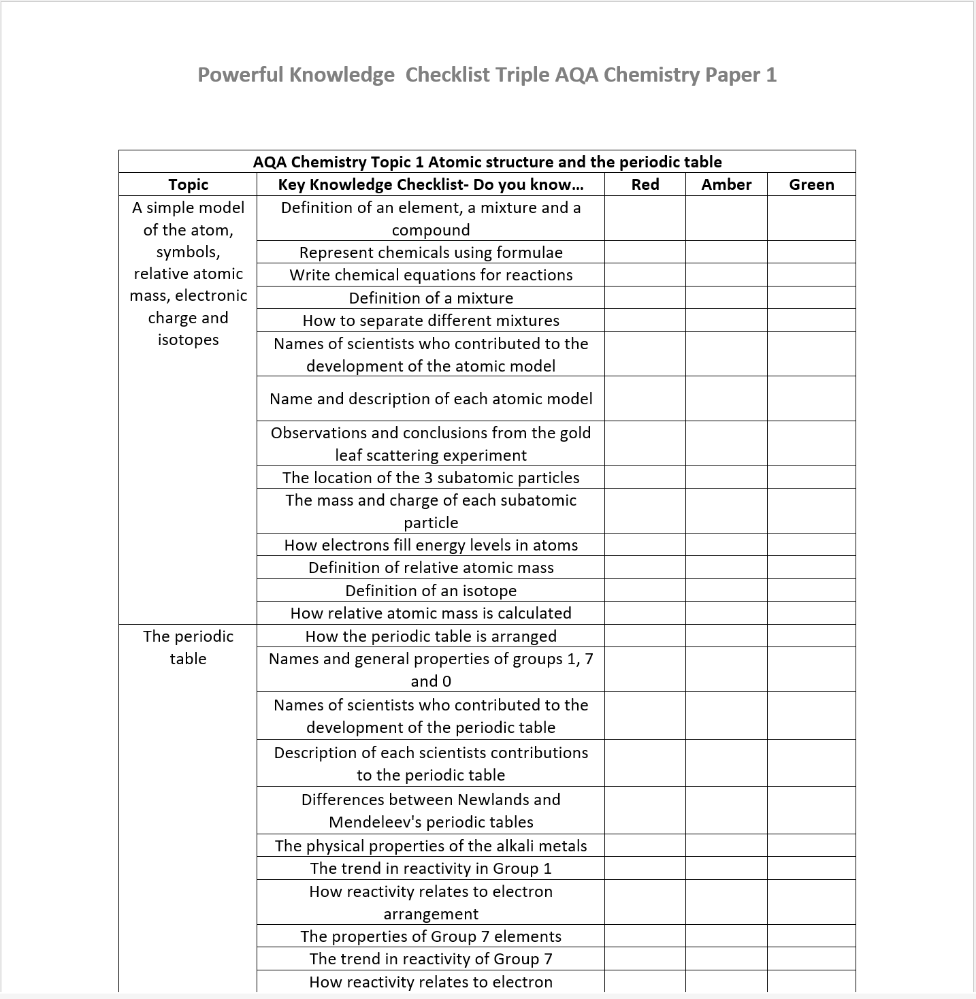 Powerful Knowledge  Checklist Triple AQA Chemistry Paper 1
AQA Chemistry Topic 1 Atomic structure and the periodic table
Topic Key Knowledge Checklist- Do you know... Red Amber Green
A simple model
of the atom,
symbols,
relative atomic
mass, electronic
charge and
isotopes
Definition of an element, a mixture and a
compound
Represent chemicals using formulae
Write chemical equations for reactions
Definition of a mixture
How to separate different mixtures
Names of scientists who contributed to the
development of the atomic model
Name and description of each atomic model
Observations and conclusions from the gold
leaf scattering experiment
The location of the 3 subatomic particles
The mass and charge of each subatomic
particle
How electrons fill energy levels in atoms
Definition of relative atomic mass
Definition of an isotope
How relative atomic mass is calculated
The periodic
table
How the periodic table is arranged
Names and general properties of groups 1, 7
and 0
Names of scientists who contributed to the
development of the periodic table
Description of each scientists contributions
to the periodic table
Differences between Newlands and
Mendeleev's periodic tables
The physical properties of the alkali metals
The trend in reactivity in Group 1
How reactivity relates to electron
arrangement
The properties of Group 7 elements
The trend in reactivity of Group 7
How reactivity relates to electron